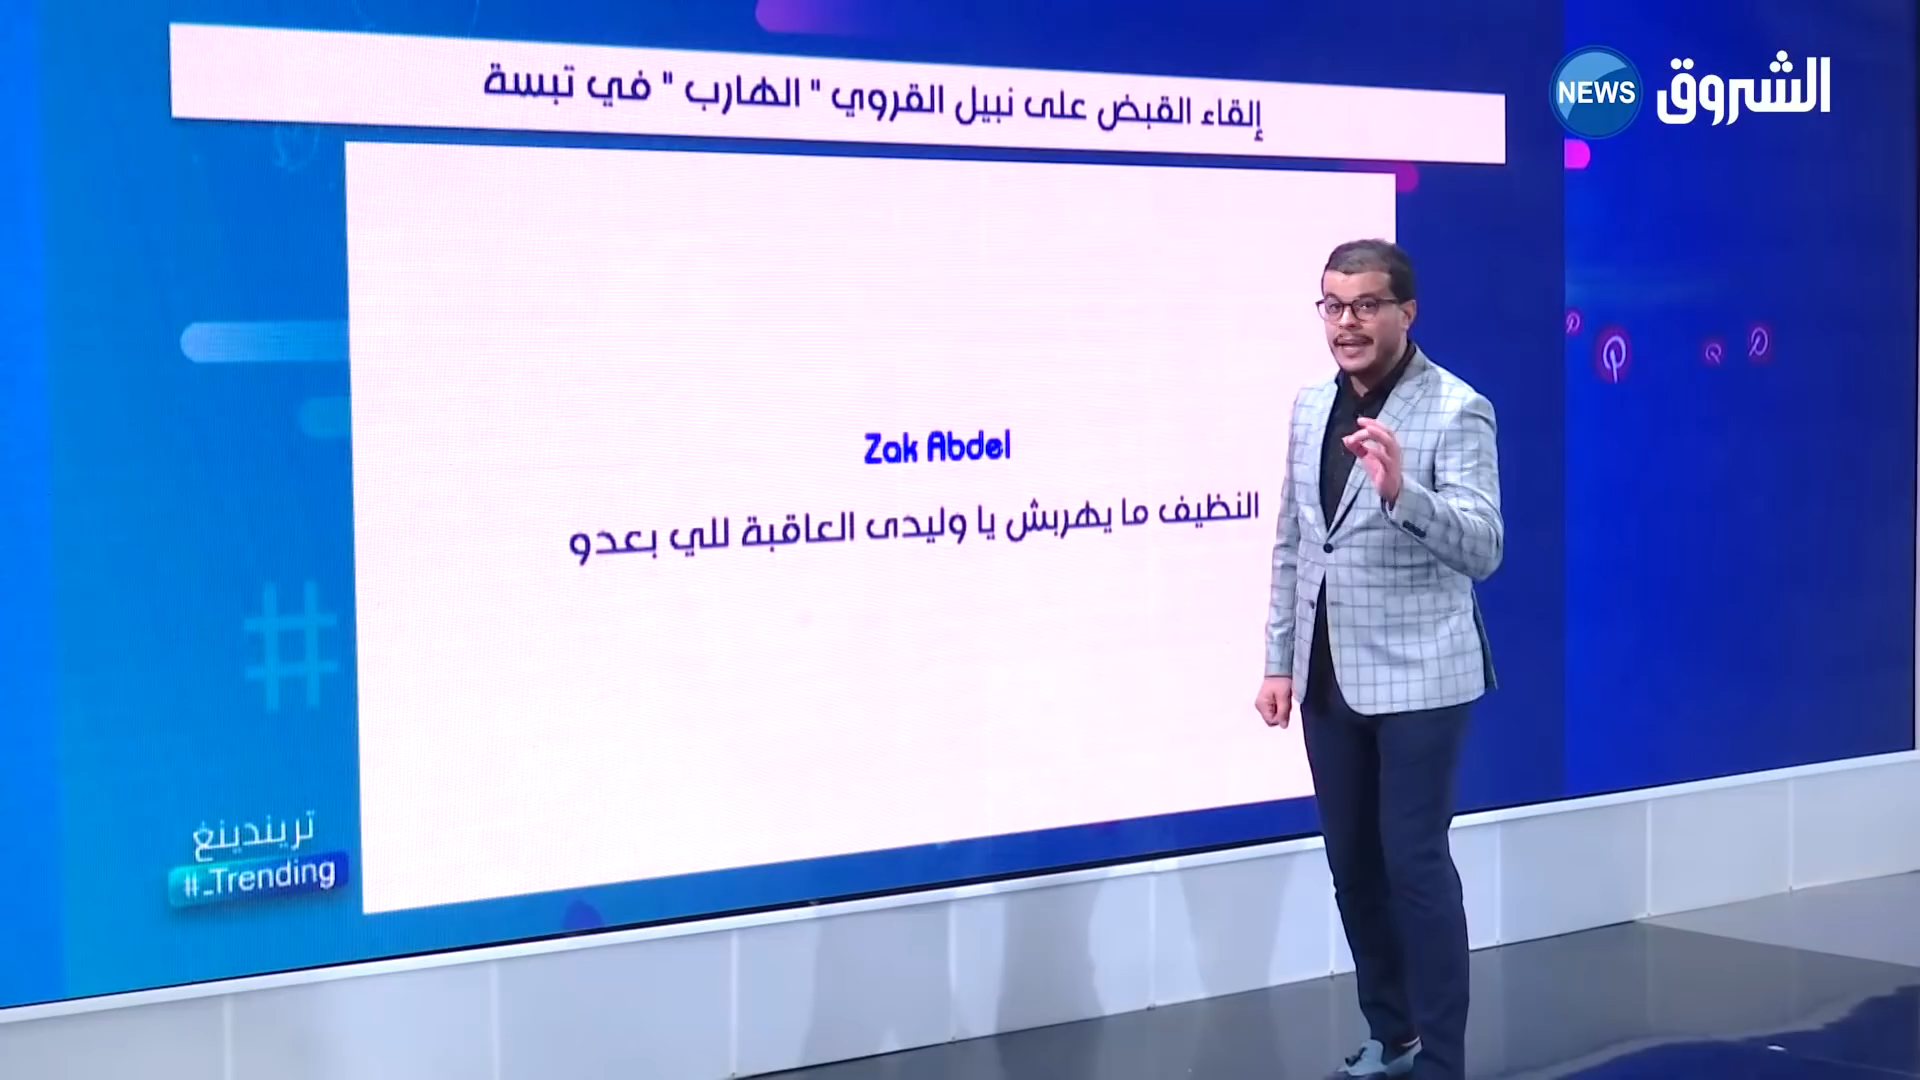 إلقاء القبض على نبيل القروي " الهارب " في تبسة
NEWS الشروق
Zak Abdel
النظيف ما يهربش يا وليدى العاقبة للي بعدو
تريندينغ
#_Trending